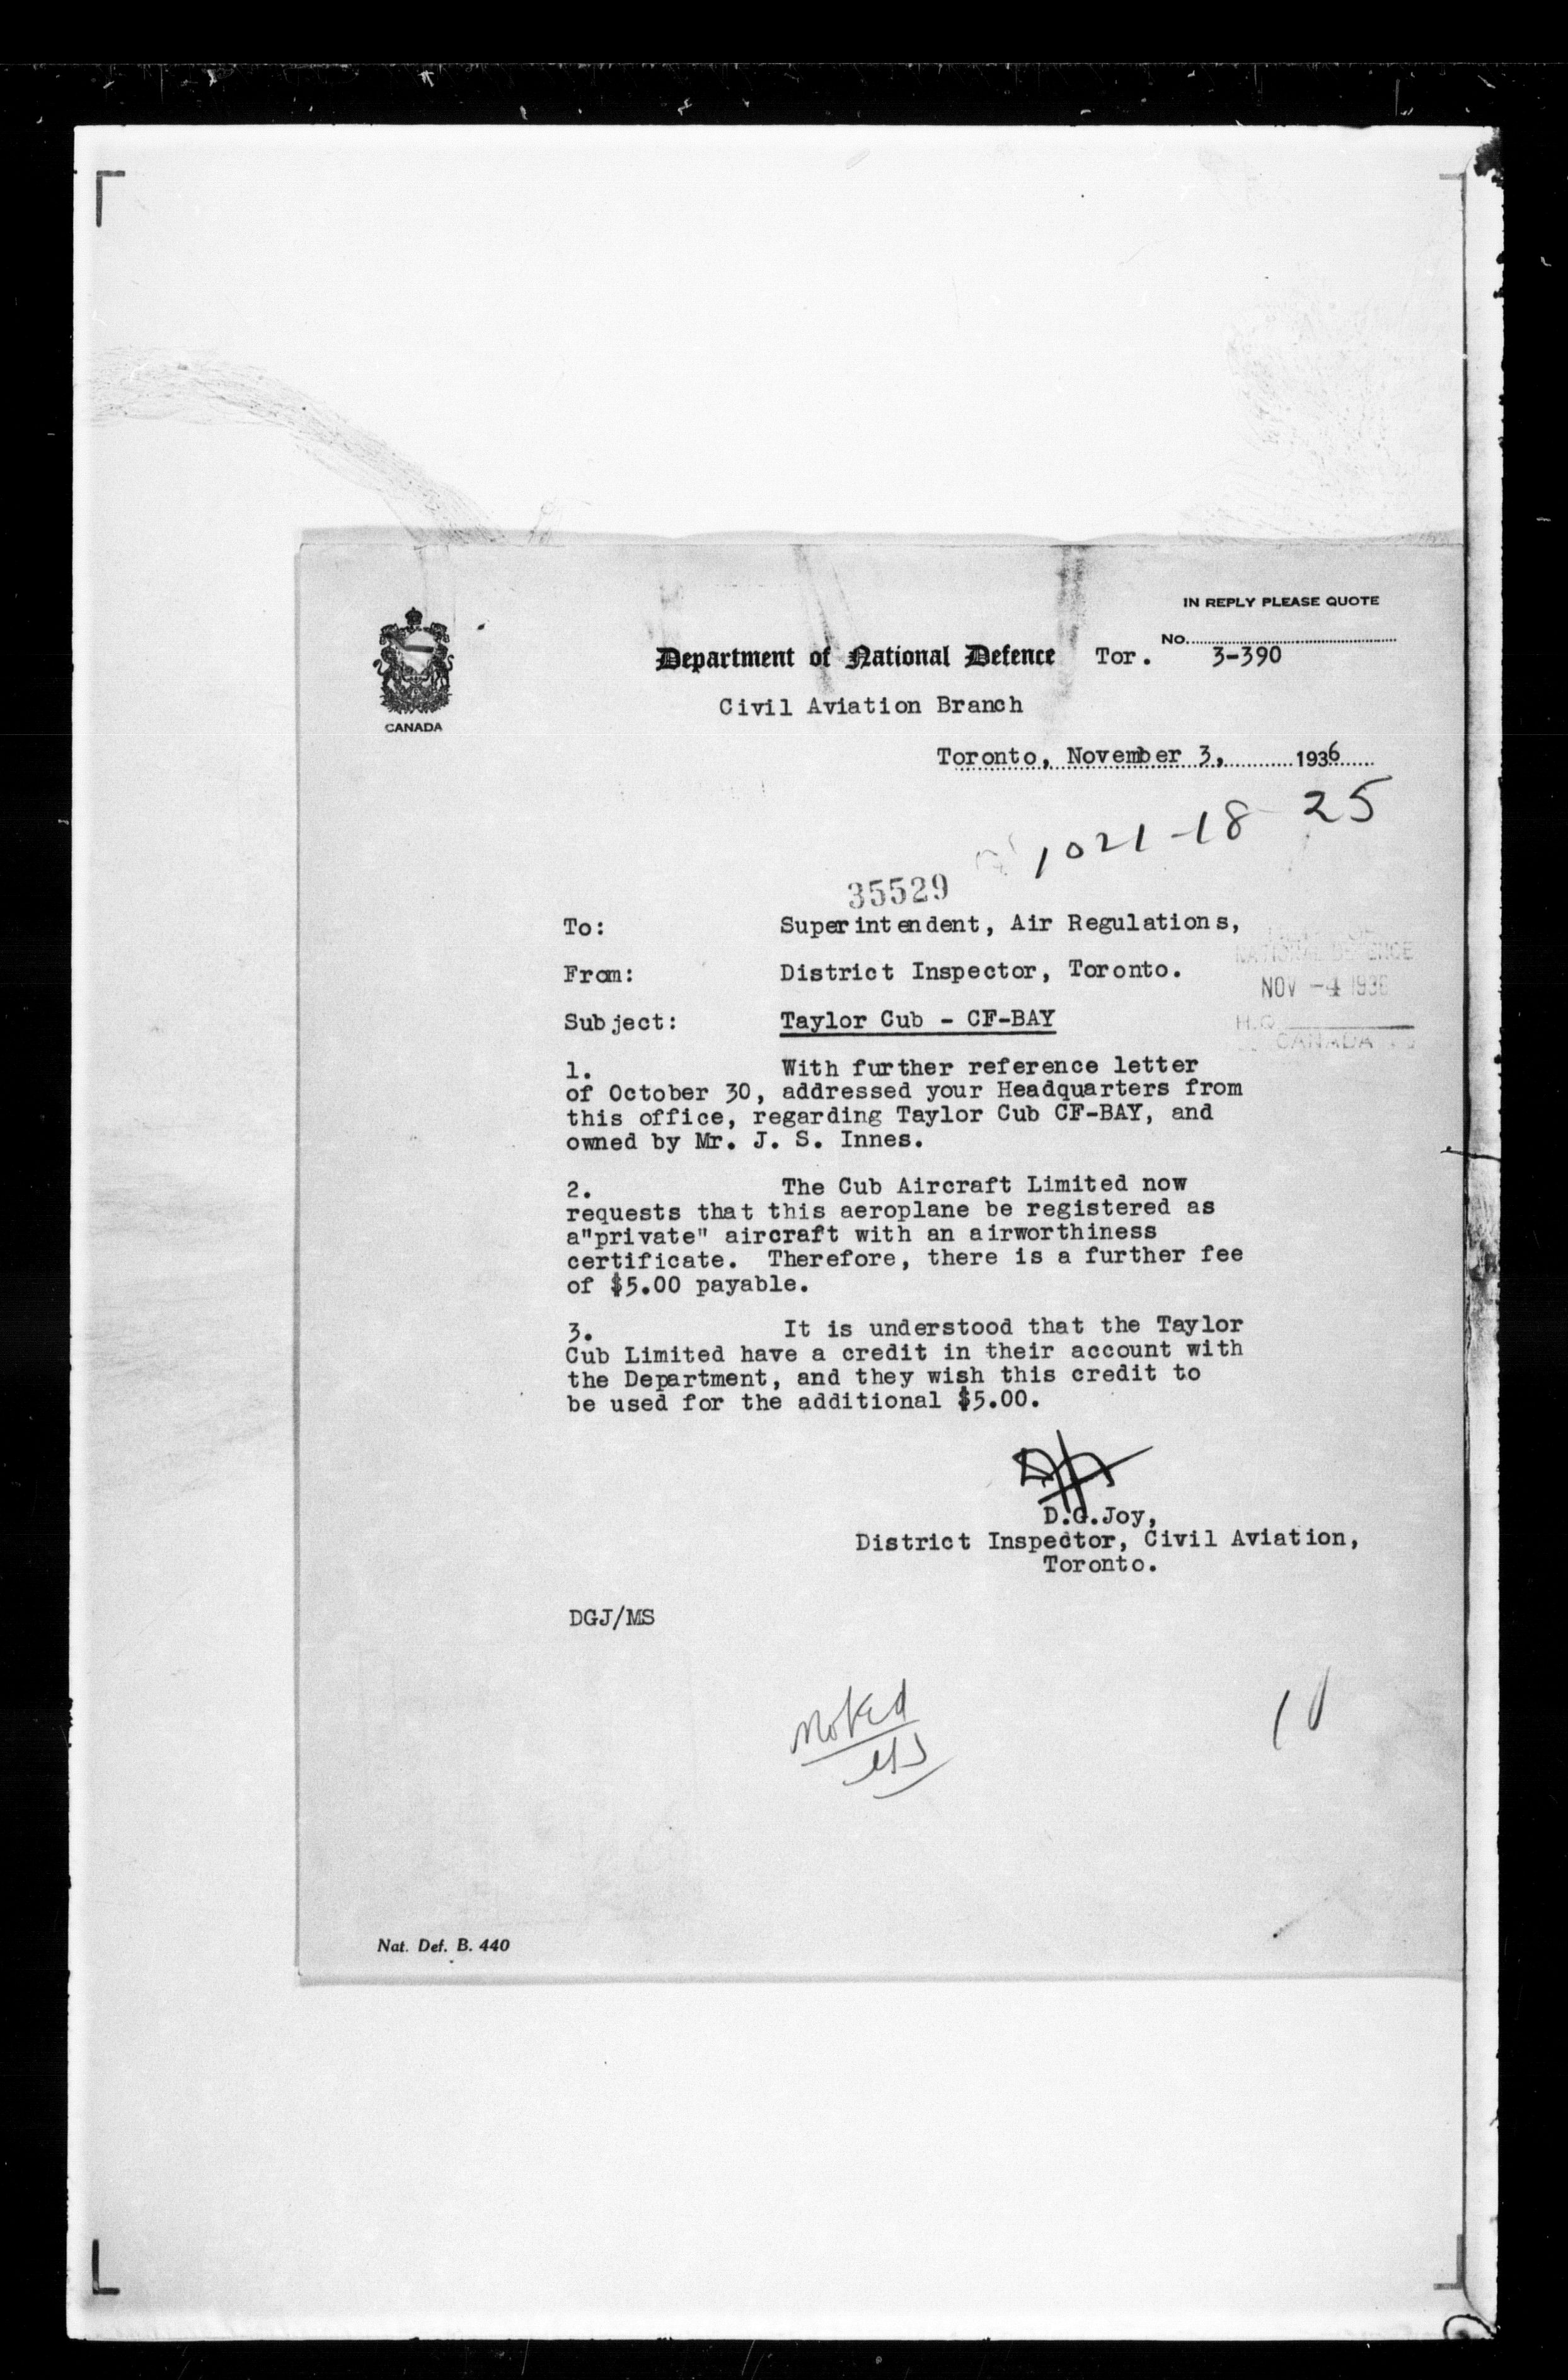 IN REPLY PLEASE QUOTE
No.
Department of National Defence Tor. 3-390
CANADA
Civil Aviation Branch
Toronto, November 3, 1936
1021-18 25
35529
To: Superintendent, Air Regulations,
NATIONAL DEFENCE
From: District Inspector, Toronto.
NOV -4 1936
Subject: Taylor Cub - CF-BAY
H.Q.
CANADA
1. With further reference letter
of October 30, addressed your Headquarters from
this office, regarding Taylor Cub CF-BAY, and
owned by Mr. J. S. Innes.
2. The Cub Aircraft Limited now
requests that this aeroplane be registered as
a"private" aircraft with an airworthiness
certificate. Therefore, there is a further fee
of $5.00 payable.
3. It is understood that the Taylor
Cub Limited have a credit in their account with
the Department, and they wish this credit to
be used for the additional $5.00.
D.G.Joy,
District Inspector, Civil Aviation,
Toronto.
DGJ/MS
Noted
Nat. Def. B. 440